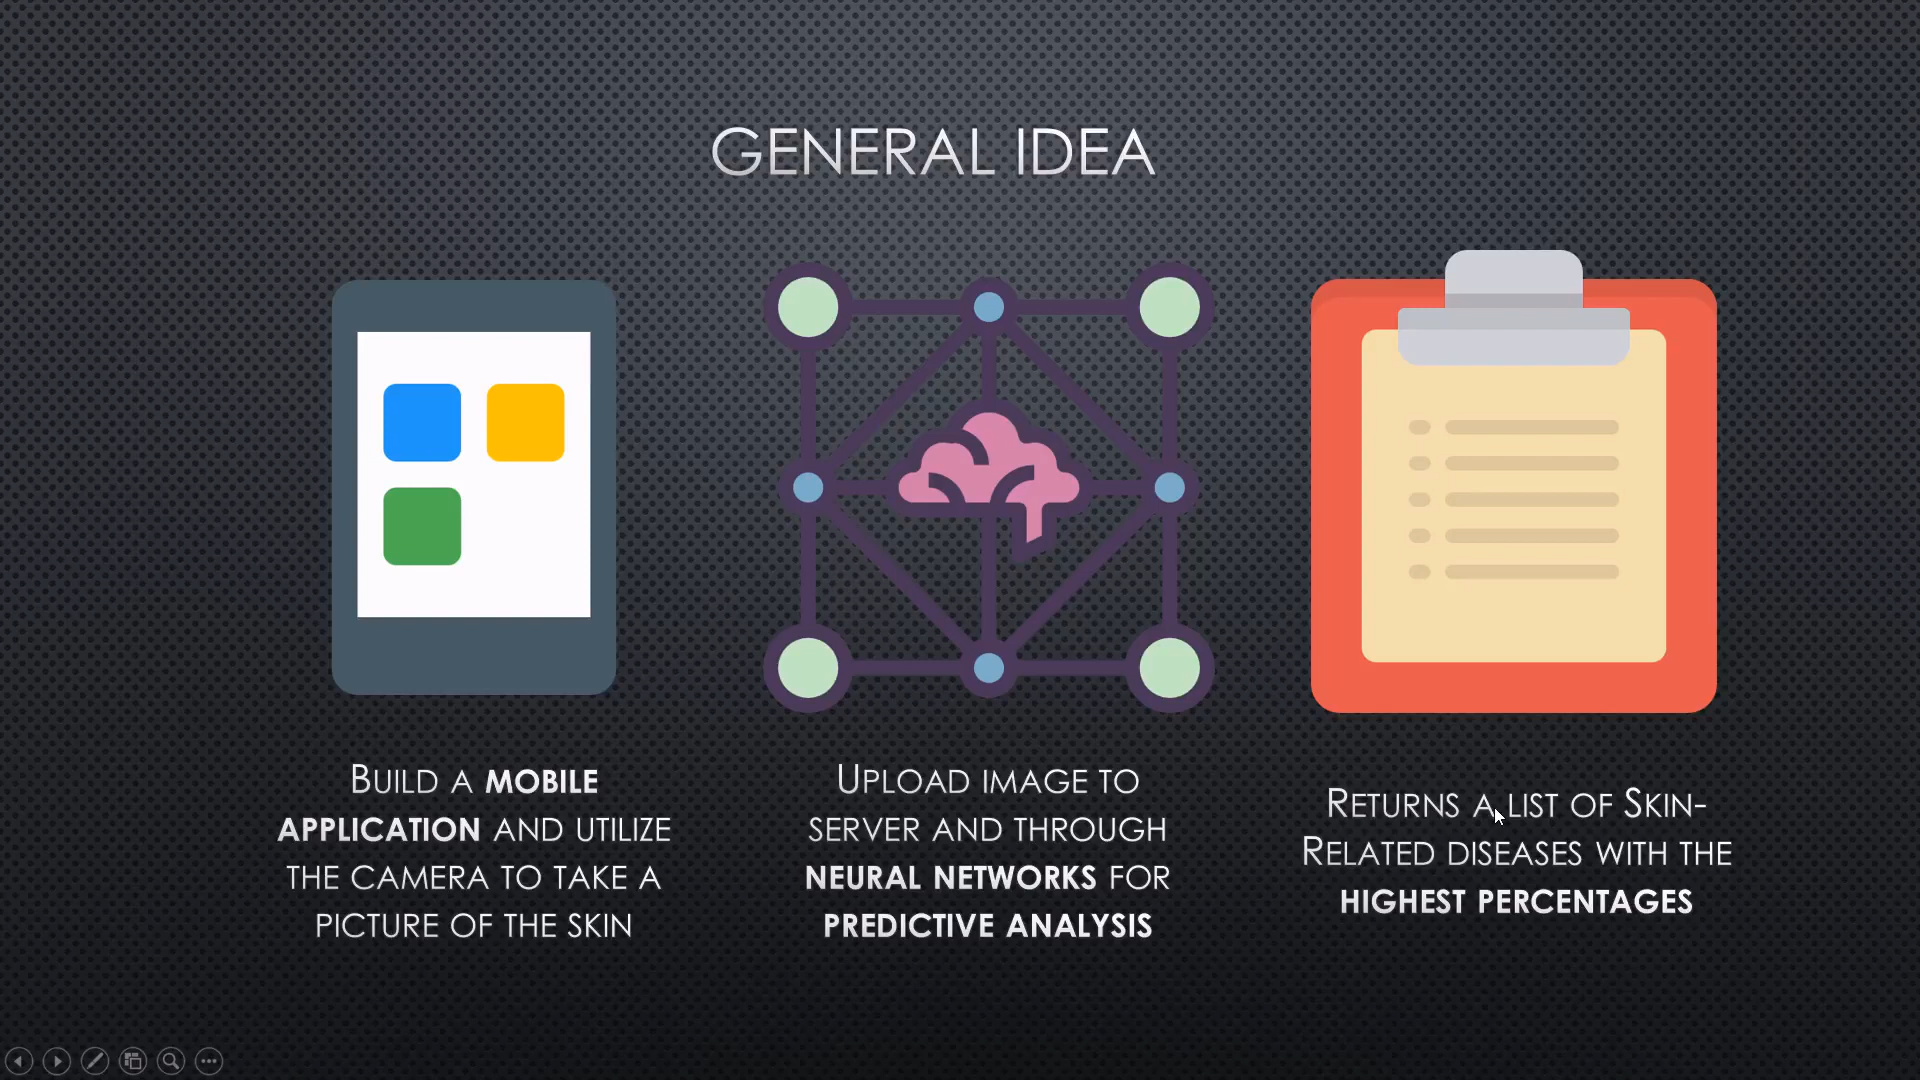 GENERAL IDEA
BUILD A MOBILE
APPLICATION AND UTILIZE
THE CAMERA TO TAKE A
PICTURE OF THE SKIN
UPLOAD IMAGE TO
SERVER AND THROUGH
NEURAL NETWORKS FOR
PREDICTIVE ANALYSIS
RETURNS A LIST OF SKIN-
RELATED DISEASES WITH THE
HIGHEST PERCENTAGES